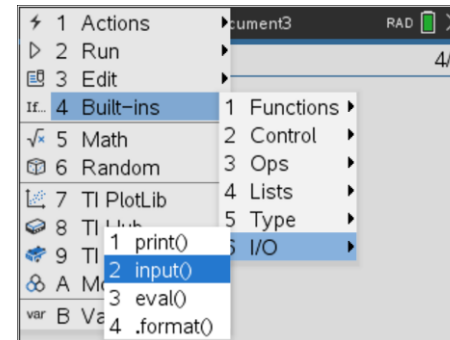 1 Actions
cument3
RAD
2 Run
4/
3 Edit
If... 4 Built-ins
1 Functions
√x 5 Math
2 Control
6 Random
3 Ops
7 TI PlotLib
4 Lists
8 TI Hub
5 Type
9 TI
6 I/O
1 print()
2 input()
A M
3 eval()
var B Va
4 .format()